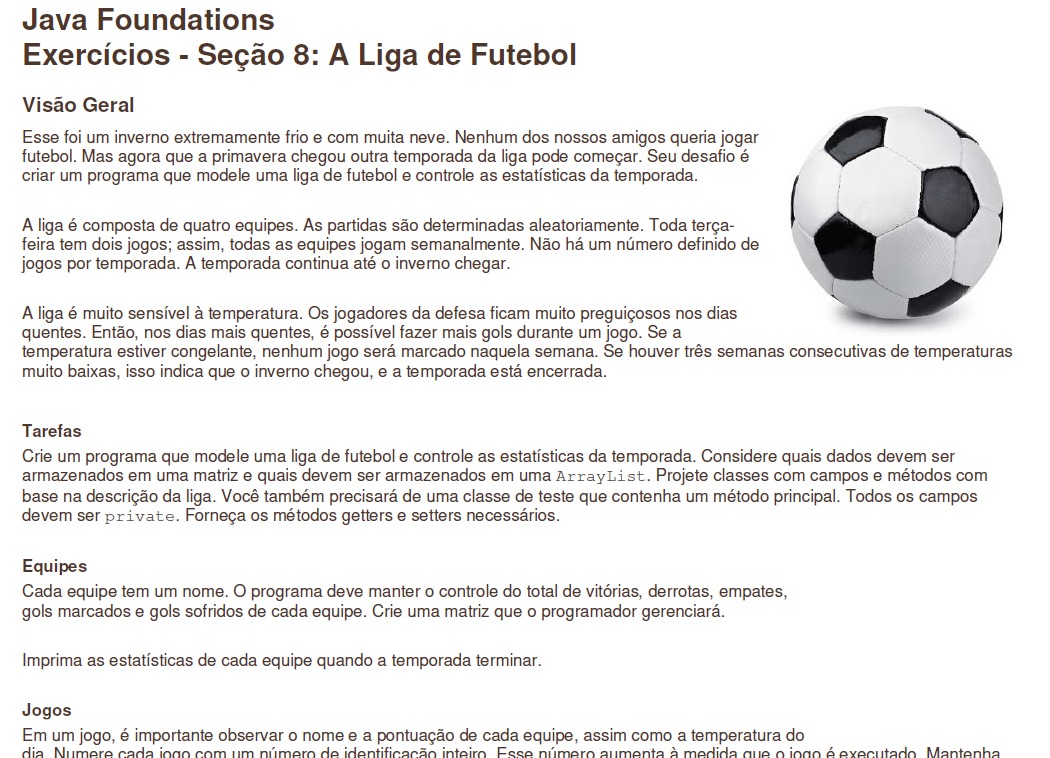 Java Foundations
Exercícios - Seção 8: A Liga de Futebol
Visão Geral
Esse foi um inverno extremamente frio e com muita neve. Nenhum dos nossos amigos queria jogar
futebol. Mas agora que a primavera chegou outra temporada da liga pode começar. Seu desafio é
criar um programa que modele uma liga de futebol e controle as estatísticas da temporada.
A liga é composta de quatro equipes. As partidas são determinadas aleatoriamente. Toda terça-
feira tem dois jogos; assim, todas as equipes jogam semanalmente. Não há um número definido de
jogos por temporada. A temporada continua até o inverno chegar.
A liga é muito sensível à temperatura. Os jogadores da defesa ficam muito preguiçosos nos dias
quentes. Então, nos dias mais quentes, é possível fazer mais gols durante um jogo. Se a
temperatura estiver congelante, nenhum jogo será marcado naquela semana. Se houver três semanas consecutivas de temperaturas
muito baixas, isso indica que o inverno chegou, e a temporada está encerrada.
Tarefas
Crie um programa que modele uma liga de futebol e controle as estatísticas da temporada. Considere quais dados devem ser
armazenados em uma matriz e quais devem ser armazenados em uma ArrayList. Projete classes com campos e métodos com
base na descrição da liga. Você também precisará de uma classe de teste que contenha um método principal. Todos os campos
devem ser private. Forneça os métodos getters e setters necessários.
Equipes
Cada equipe tem um nome. O programa deve manter o controle do total de vitórias, derrotas, empates,
gols marcados e gols sofridos de cada equipe. Crie uma matriz que o programador gerenciará.
Imprima as estatísticas de cada equipe quando a temporada terminar.
Jogos
Em um jogo, é importante observar o nome e a pontuação de cada equipe, assim como a temperatura do
dia. Numere cada jogo com um número de identificação inteiro. Esse número aumenta à medida que o jogo é executado. Mantenha